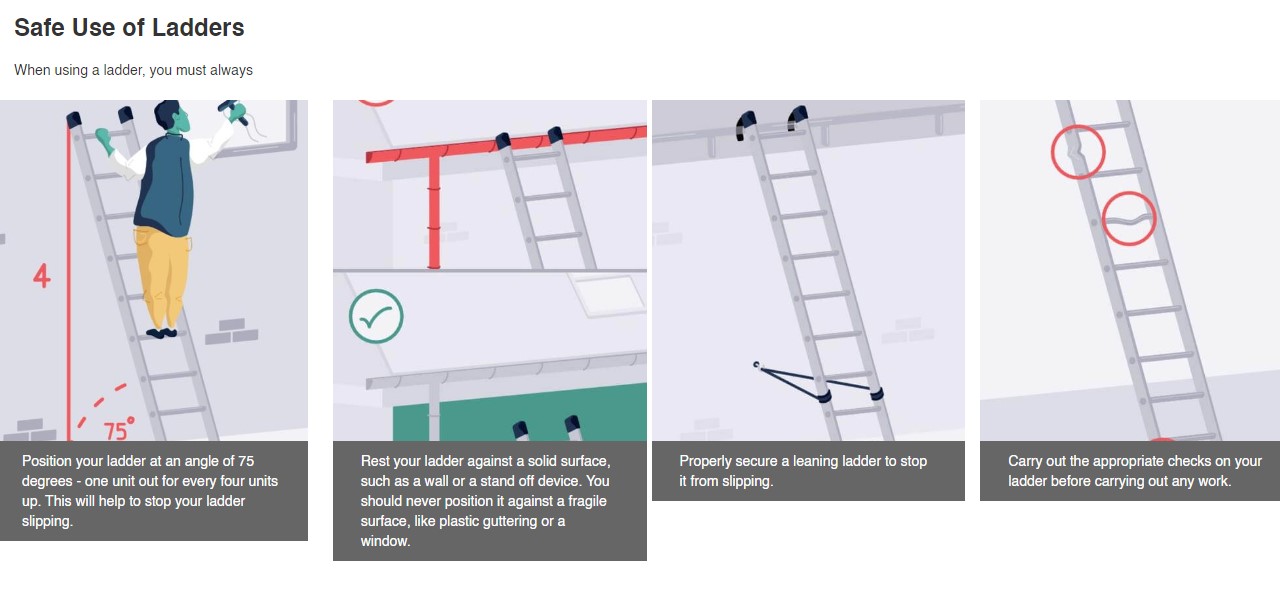 Safe Use of Ladders
When using a ladder, you must always
4
75°
Position your ladder at an angle of 75
degrees - one unit out for every four units
up. This will help to stop your ladder
slipping.
Rest your ladder against a solid surface,
such as a wall or a stand off device. You
should never position it against a fragile
surface, like plastic guttering or a
window.
Properly secure a leaning ladder to stop
it from slipping.
Carry out the appropriate checks on your
ladder before carrying out any work.